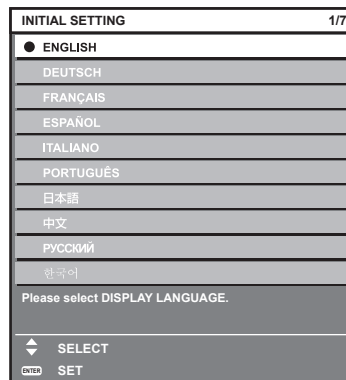 INITIAL SETTING 1/7
ENGLISH
DEUTSCH
FRANÇAIS
ESPAÑOL
ITALIANO
PORTUGUÊS
日本語
中文
РУССКИЙ
한국어
Please select DISPLAY LANGUAGE.
SELECT
ENTER SET